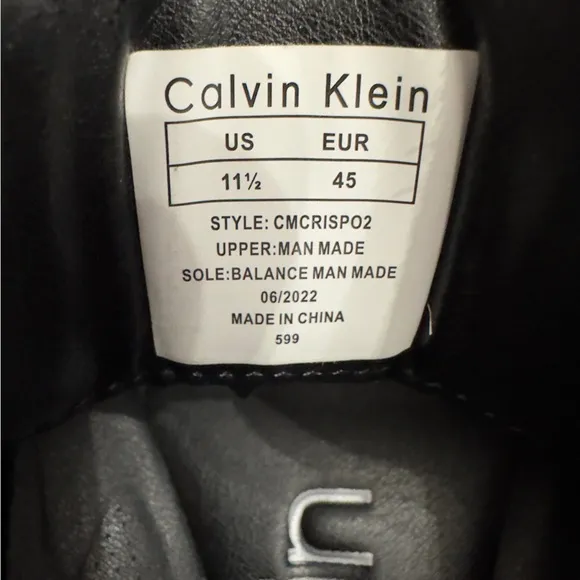 Calvin Klein
US EUR
11½ 45
STYLE: CMCRISPO2
UPPER:MAN MADE
SOLE:BALANCE MAN MADE
06/2022
MADE IN CHINA
599
in